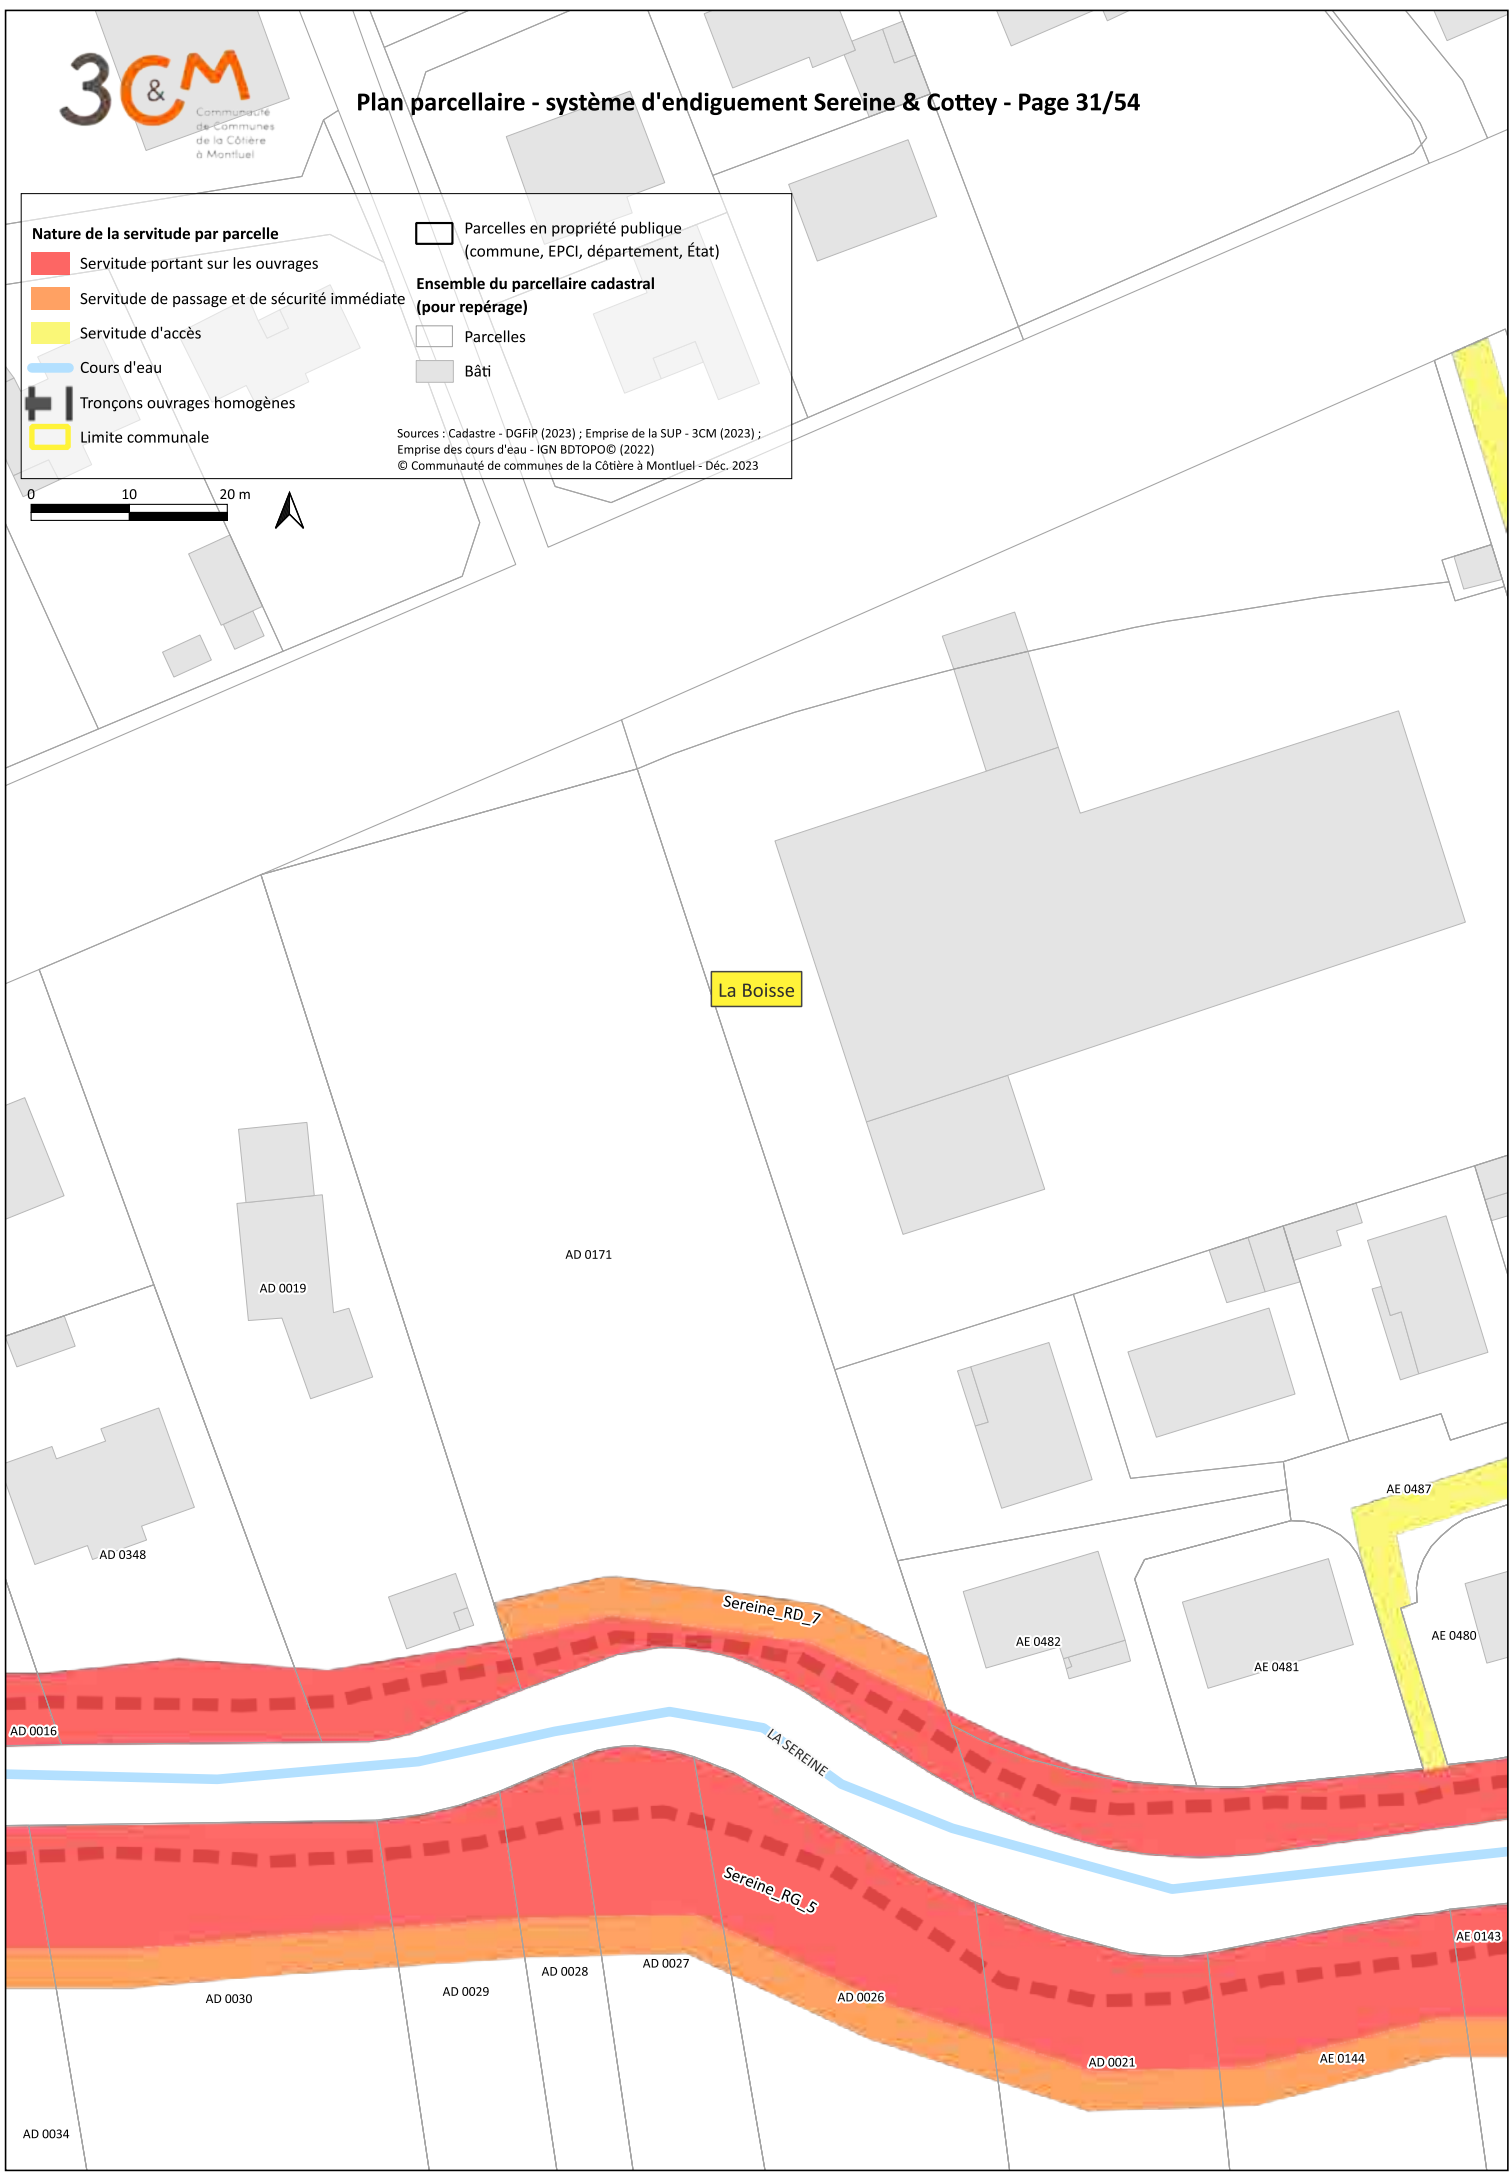 3C&M
Communauté
de Communes
de la Côtière
à Montluel
Plan parcellaire - système d'endiguement Sereine & Cottey - Page 31/54
Nature de la servitude par parcelle
Servitude portant sur les ouvrages
Servitude de passage et de sécurité immédiate
Servitude d'accès
Cours d'eau
Tronçons ouvrages homogènes
Limite communale
Parcelles en propriété publique
(commune, EPCI, département, État)
Ensemble du parcellaire cadastral
(pour repérage)
Parcelles
Bâti
Sources : Cadastre - DGFiP (2023) ; Emprise de la SUP - 3CM (2023) ;
Emprise des cours d'eau - IGN BDTOPO© (2022)
© Communauté de communes de la Côtière à Montluel - Déc. 2023
0 10 20 m
La Boisse
AD 0171
AD 0019
AE 0487
AD 0348
Sereine_RD_7
AE 0482
AE 0480
AE 0481
AD 0016
LA SEREINE
Sereine_RG_5
AE 0143
AD 0027
AD 0028
AD 0029
AD 0026
AD 0030
AE 0144
AD 0021
AD 0034